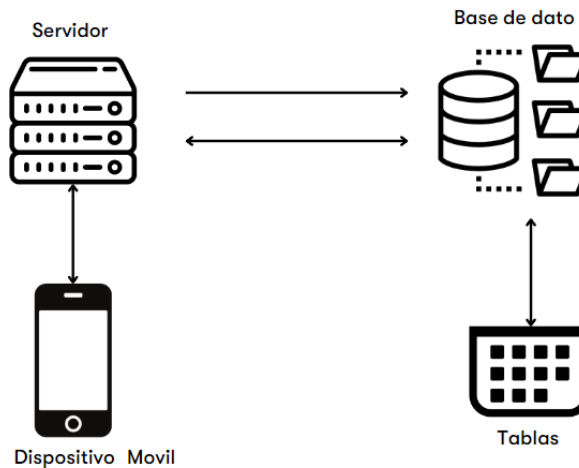 Servidor
Base de dato
Dispositivo Movil
Tablas